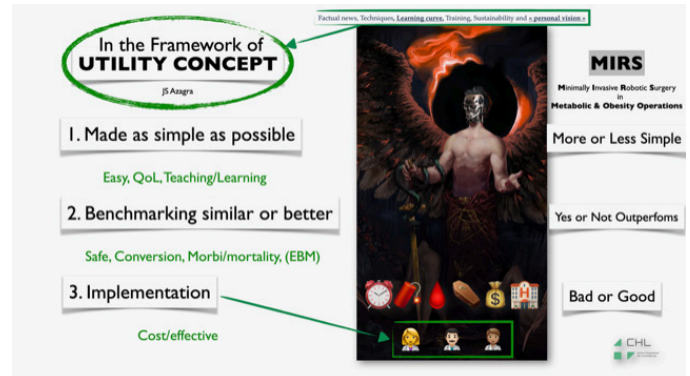 Factual news, Techniques, Learning curve, Training, Sustainability and « personal vision »
In the Framework of
UTILITY CONCEPT
JS Azagra
1. Made as simple as possible
Easy, QoL, Teaching/Learning
2. Benchmarking similar or better
Safe, Conversion, Morbi/mortality, (EBM)
3. Implementation
Cost/effective
MIRS
Minimally Invasive Robotic Surgery
in
Metabolic & Obesity Operations
More or Less Simple
Yes or Not Outperfoms
Bad or Good
CHL